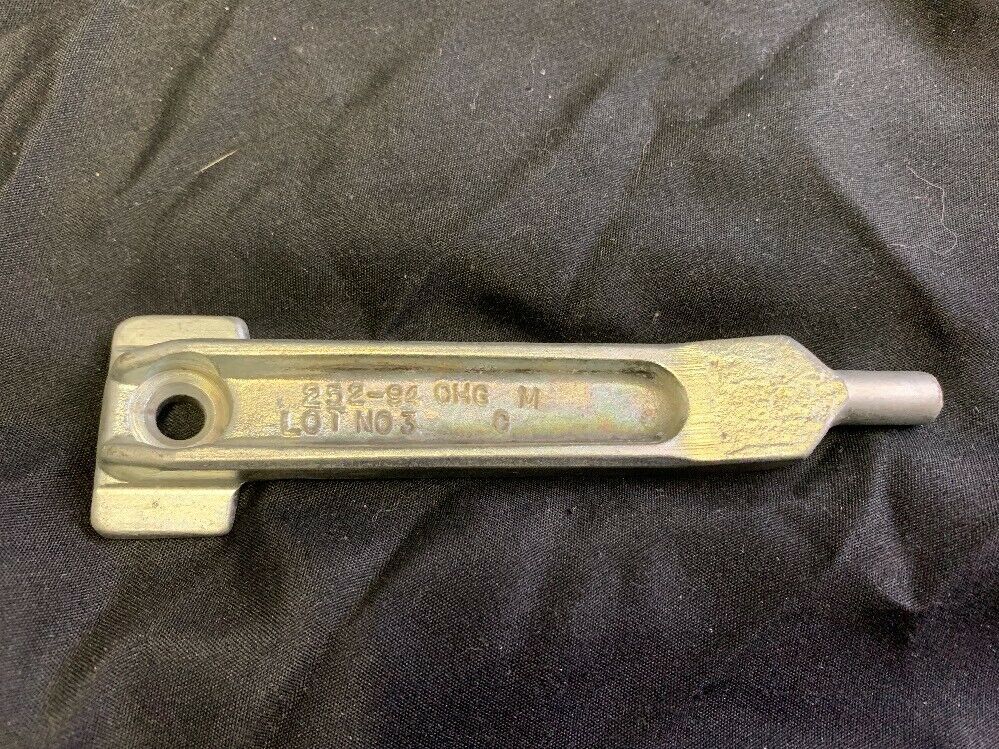 252-94 CHG M
LOT NO 3 C